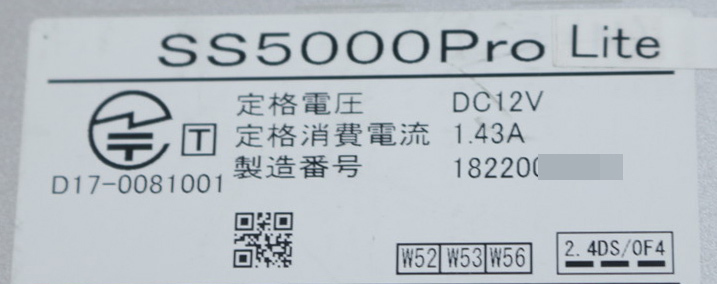 SS5000Pro Lite
定格電圧 DC12V
T 定格消費電流 1.43A
D17-0081001 製造番号 18220
W52 W53 W56 2.4DS/OF4